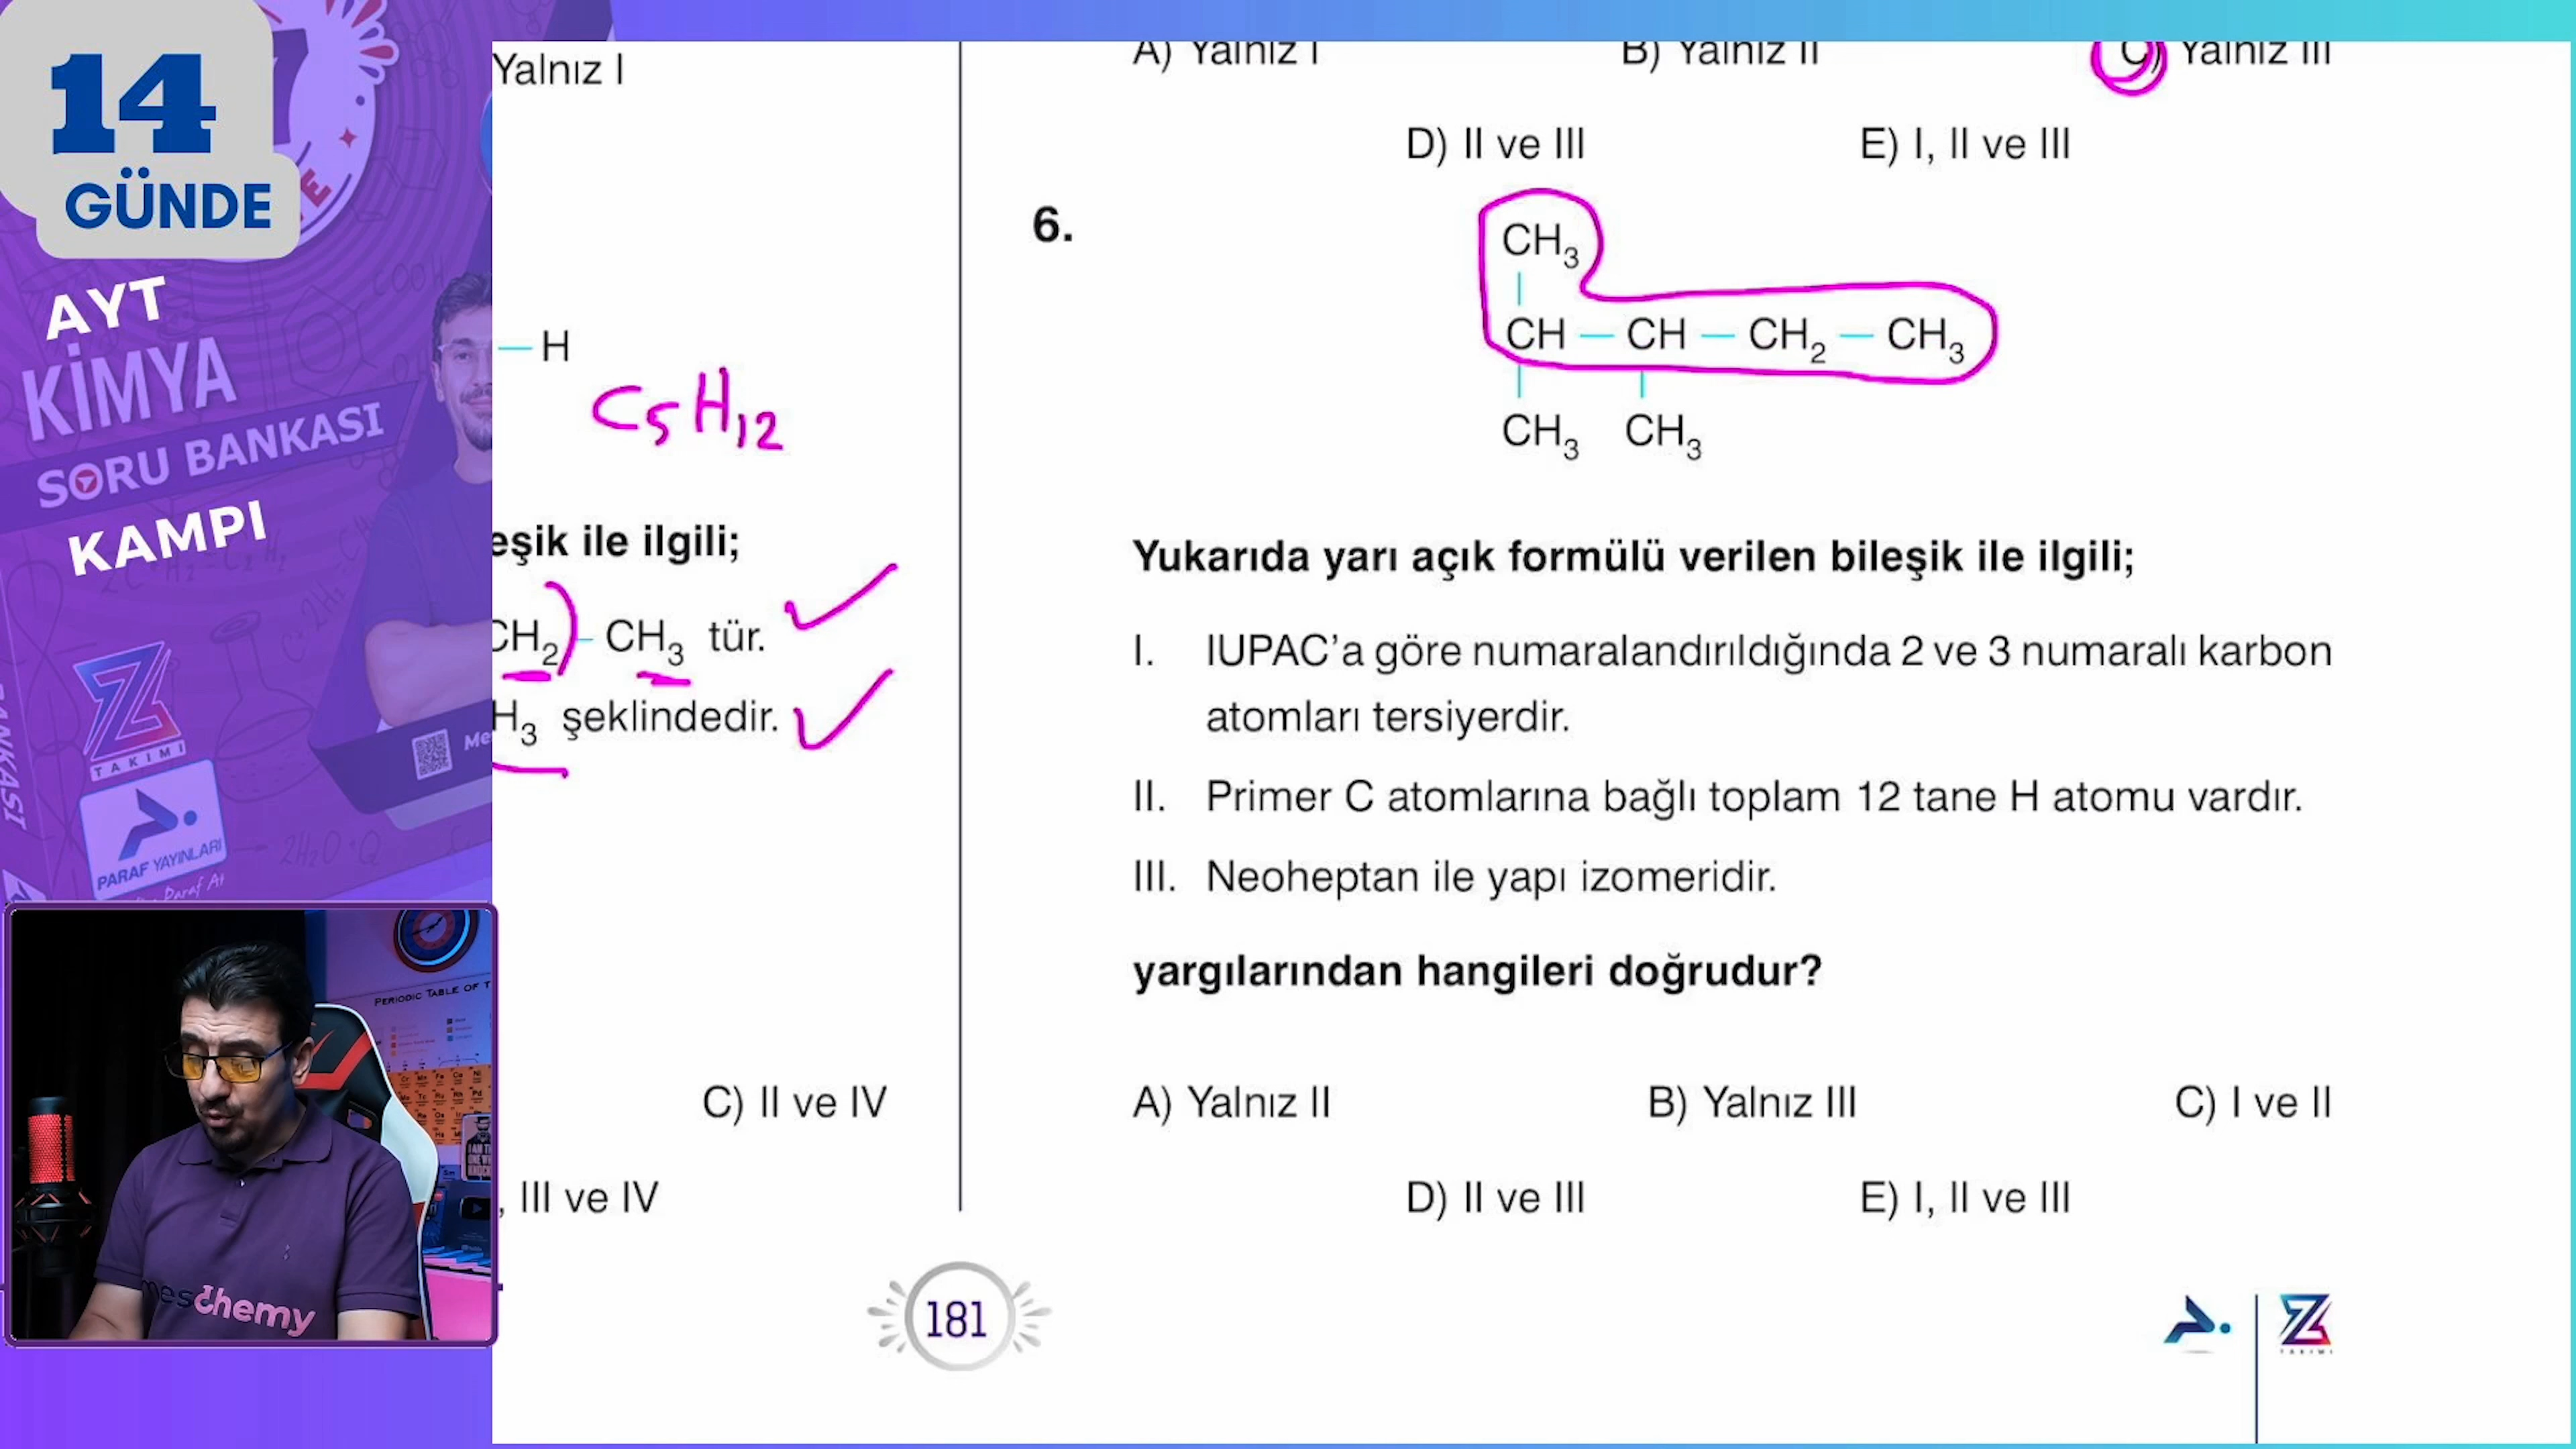 14
GÜNDE
AYT
KİMYA
SORU BANKASI
KAMPI
TAKIMI
PARAF YAYINLARI
PERIODIC TABLE OF T
meschemy
Yalnız I
— H
C5H12
eşik ile ilgili;
CH2) – CH3 tür.
H3 şeklindedir.
C) II ve IV
, III ve IV
A) Yalnız I B) Yalnız II C) Yalnız III
D) II ve III E) I, II ve III
6.
CH3
CH — CH — CH2 — CH3
CH3 CH3
Yukarıda yarı açık formülü verilen bileşik ile ilgili;
I. IUPAC’a göre numaralandırıldığında 2 ve 3 numaralı karbon
atomları tersiyerdir.
II. Primer C atomlarına bağlı toplam 12 tane H atomu vardır.
III. Neoheptan ile yapı izomeridir.
yargılarından hangileri doğrudur?
A) Yalnız II B) Yalnız III C) I ve II
D) II ve III E) I, II ve III
181